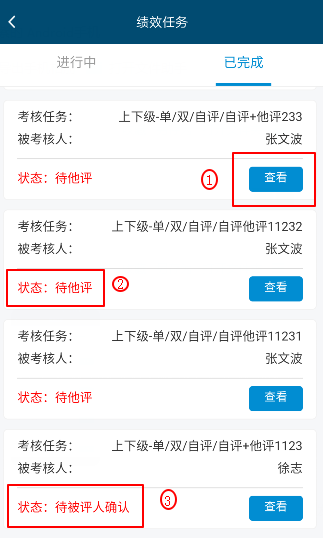 绩效任务
进行中 已完成
考核任务： 上下级-单/双/自评/自评+他评233
被考核人： 张文波
状态：待他评 ① 查看
考核任务： 上下级-单/双/自评/自评他评11232
被考核人： 张文波
状态：待他评 ② 查看
考核任务： 上下级-单/双/自评/自评他评11231
被考核人： 张文波
状态：待他评 查看
考核任务： 上下级-单/双/自评/自评+他评1123
被考核人： 徐志
状态：待被评人确认 ③ 查看